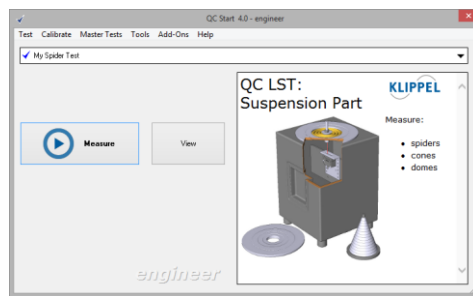 QC Start 4.0 - engineer
Test Calibrate Master Tests Tools Add-Ons Help
My Spider Test
QC LST:
Suspension Part
KLIPPEL
Measure:
• spiders
• cones
• domes
Measure
View
engineer